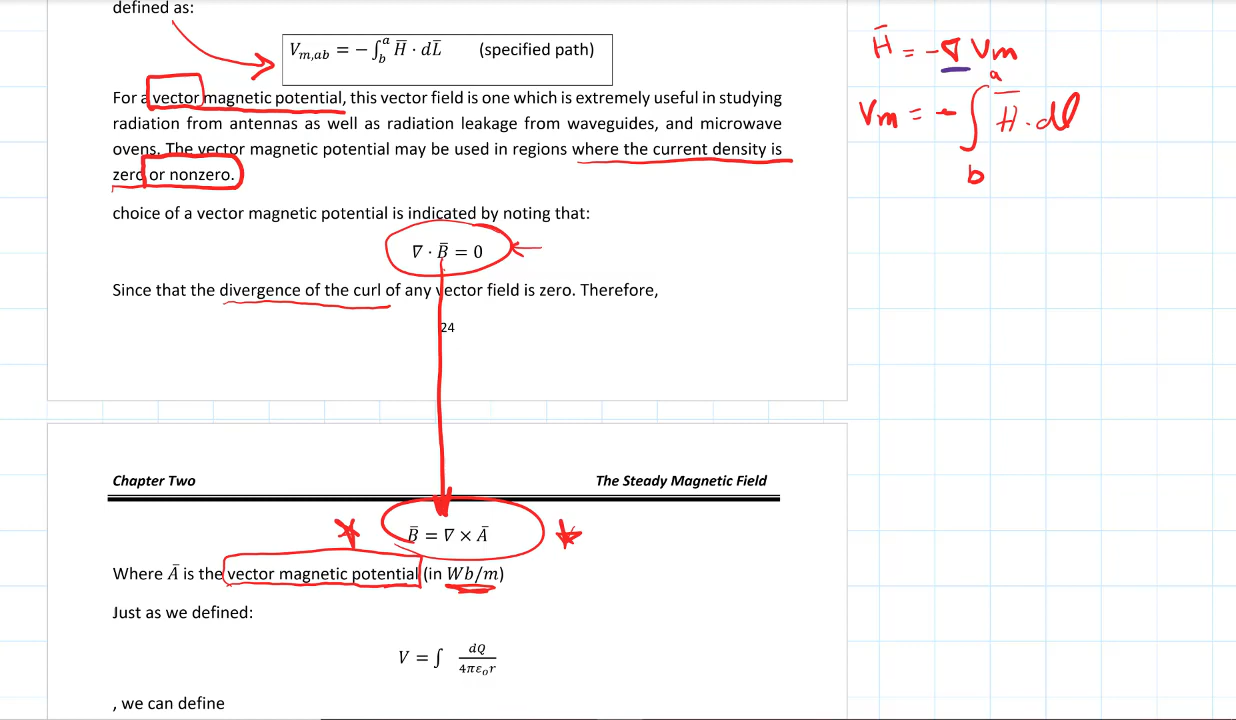 defined as:
V_{m,ab} = −∫_b^a H̅ · dL̅ (specified path)
For a vector magnetic potential, this vector field is one which is extremely useful in studying
radiation from antennas as well as radiation leakage from waveguides, and microwave
ovens. The vector magnetic potential may be used in regions where the current density is
zero or nonzero.
choice of a vector magnetic potential is indicated by noting that:
∇ · B̅ = 0
Since that the divergence of the curl of any vector field is zero. Therefore,
24
Chapter Two The Steady Magnetic Field
B̅ = ∇ × A̅
Where A̅ is the vector magnetic potential (in Wb/m)
Just as we defined:
V = ∫ dQ / 4πε_o r
, we can define
H̅ = -∇ Vm
Vm = -∫_b^a H̅ · dl